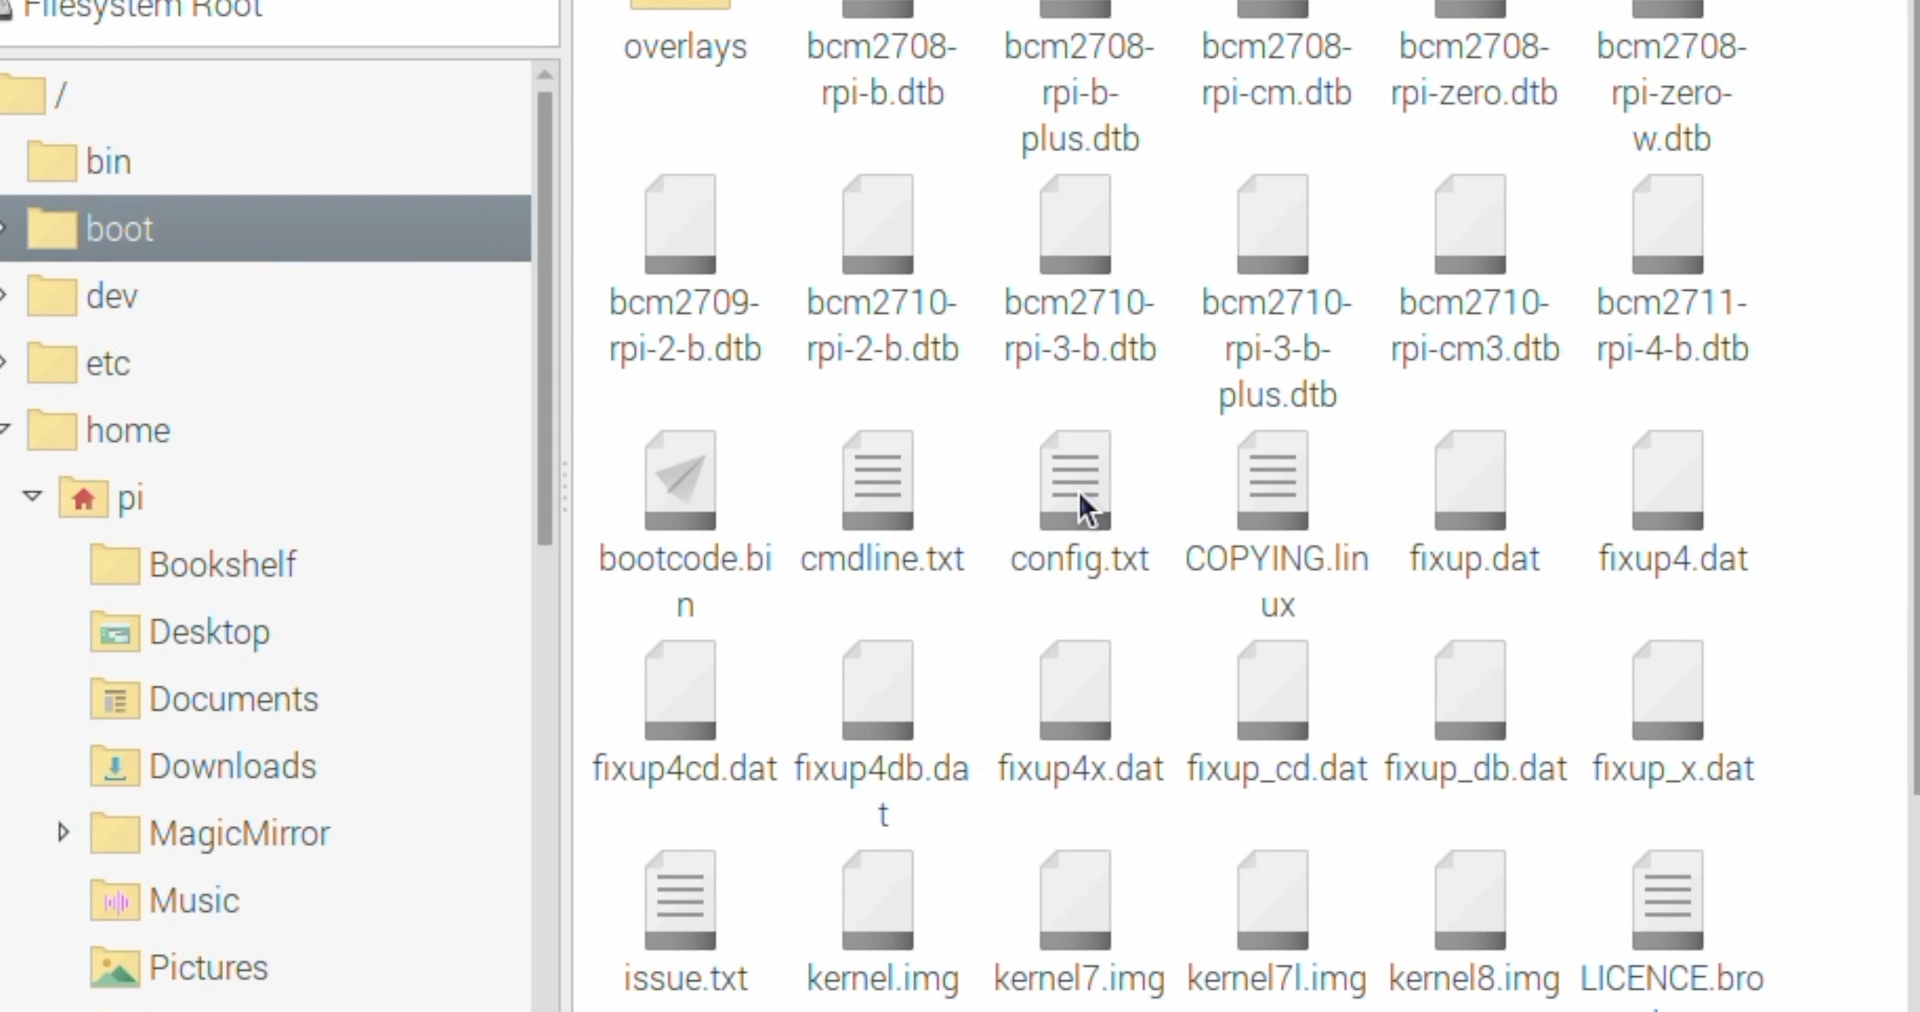 Filesystem Root
/
bin
boot
dev
etc
home
pi
Bookshelf
Desktop
Documents
Downloads
MagicMirror
Music
Pictures
overlays
bcm2708-
rpi-b.dtb
bcm2708-
rpi-b-
plus.dtb
bcm2708-
rpi-cm.dtb
bcm2708-
rpi-zero.dtb
bcm2708-
rpi-zero-
w.dtb
bcm2709-
rpi-2-b.dtb
bcm2710-
rpi-2-b.dtb
bcm2710-
rpi-3-b.dtb
bcm2710-
rpi-3-b-
plus.dtb
bcm2710-
rpi-cm3.dtb
bcm2711-
rpi-4-b.dtb
bootcode.bi
n
cmdline.txt
config.txt
COPYING.lin
ux
fixup.dat
fixup4.dat
fixup4cd.dat
fixup4db.da
t
fixup4x.dat
fixup_cd.dat
fixup_db.dat
fixup_x.dat
issue.txt
kernel.img
kernel7.img
kernel7l.img
kernel8.img
LICENCE.bro